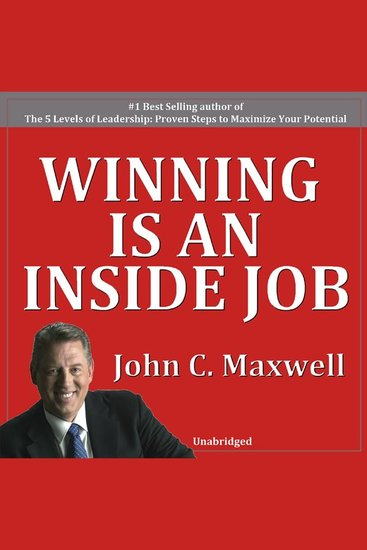 #1 Best Selling author of
The 5 Levels of Leadership: Proven Steps to Maximize Your Potential
WINNING
IS AN
INSIDE JOB
John C. Maxwell
Unabridged